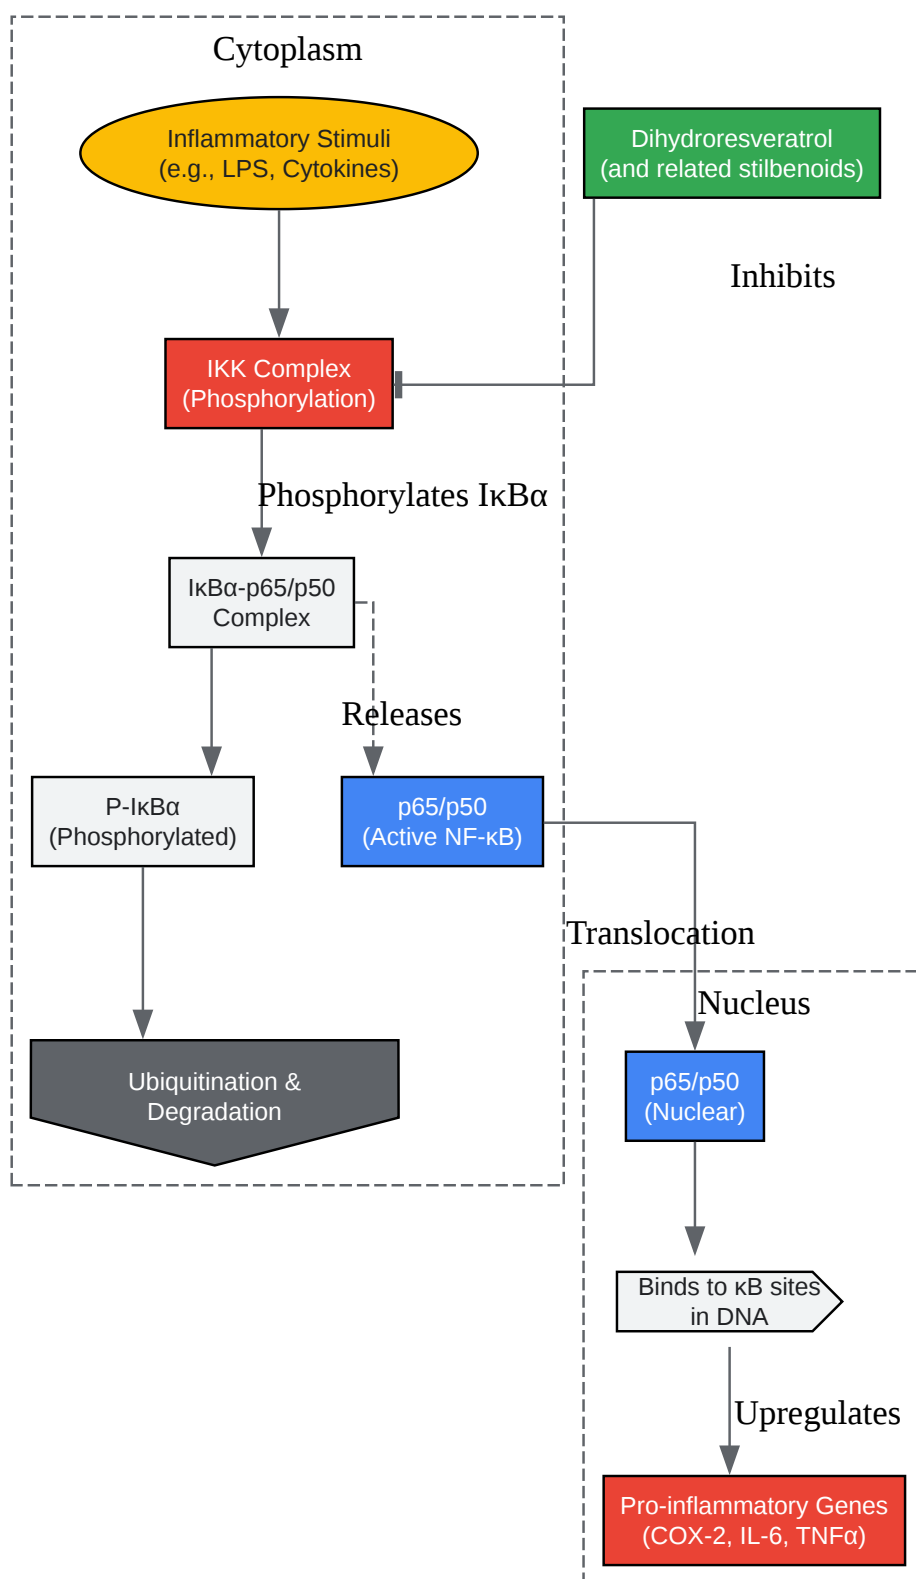 Cytoplasm
Inflammatory Stimuli
(e.g., LPS, Cytokines)
Dihydroresveratrol
(and related stilbenoids)
Inhibits
IKK Complex
(Phosphorylation)
Phosphorylates IκBα
IκBα-p65/p50
Complex
Releases
P-IκBα
(Phosphorylated)
p65/p50
(Active NF-κB)
Translocation
Nucleus
Ubiquitination &
Degradation
p65/p50
(Nuclear)
Binds to κB sites
in DNA
Upregulates
Pro-inflammatory Genes
(COX-2, IL-6, TNFα)